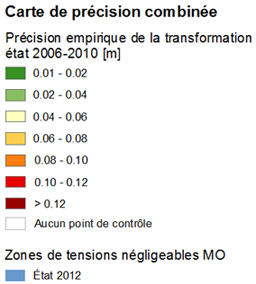 Carte de précision combinée
Précision empirique de la transformation
état 2006-2010 [m]
0.01 - 0.02
0.02 - 0.04
0.04 - 0.06
0.06 - 0.08
0.08 - 0.10
0.10 - 0.12
> 0.12
Aucun point de contrôle
Zones de tensions négligeables MO
État 2012